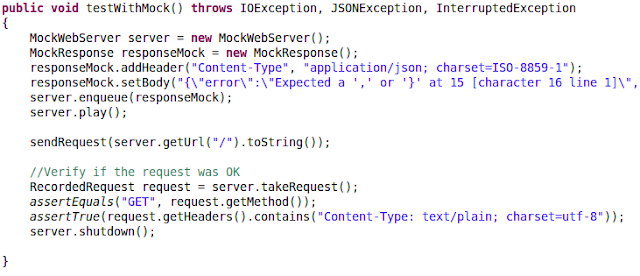 public void testWithMock() throws IOException, JSONException, InterruptedException
{
MockWebServer server = new MockWebServer();
MockResponse responseMock = new MockResponse();
responseMock.addHeader("Content-Type", "application/json; charset=ISO-8859-1");
responseMock.setBody("{\"error\":\"Expected a ',' or '}' at 15 [character 16 line 1]\",
server.enqueue(responseMock);
server.play();
sendRequest(server.getUrl("/").toString());
//Verify if the request was OK
RecordedRequest request = server.takeRequest();
assertEquals("GET", request.getMethod());
assertTrue(request.getHeaders().contains("Content-Type: text/plain; charset=utf-8"));
server.shutdown();
}